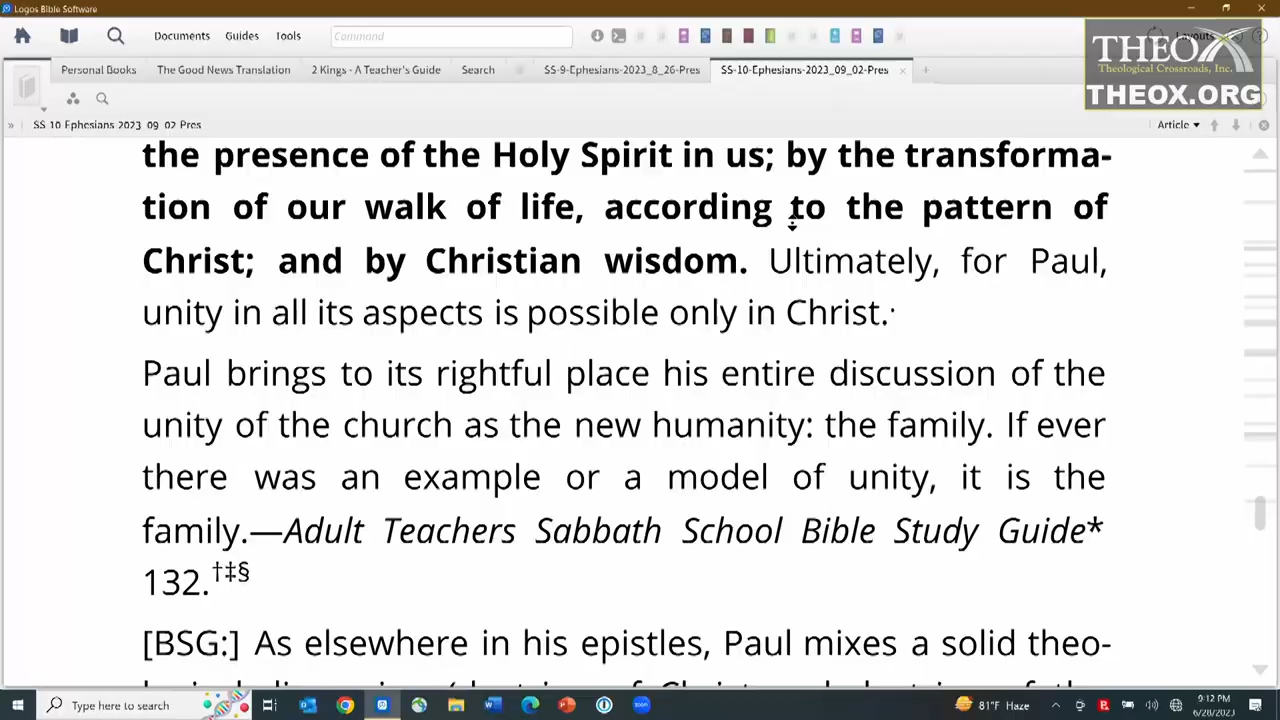 Logos Bible Software
Documents Guides Tools Command Layouts
THEOX
Theological Crossroads, Inc.
THEOX.ORG
Personal Books The Good News Translation 2 Kings - A Teacher's Guide SS-9-Ephesians-2023_8_26-Pres SS-10-Ephesians-2023_09_02-Pres
SS-10-Ephesians-2023_09_02-Pres Article
the presence of the Holy Spirit in us; by the transforma-
tion of our walk of life, according to the pattern of
Christ; and by Christian wisdom. Ultimately, for Paul,
unity in all its aspects is possible only in Christ.
Paul brings to its rightful place his entire discussion of the
unity of the church as the new humanity: the family. If ever
there was an example or a model of unity, it is the
family.—Adult Teachers Sabbath School Bible Study Guide*
132.†‡§
[BSG:] As elsewhere in his epistles, Paul mixes a solid theo-
Type here to search 81°F Haze 9:12 PM
6/28/2023